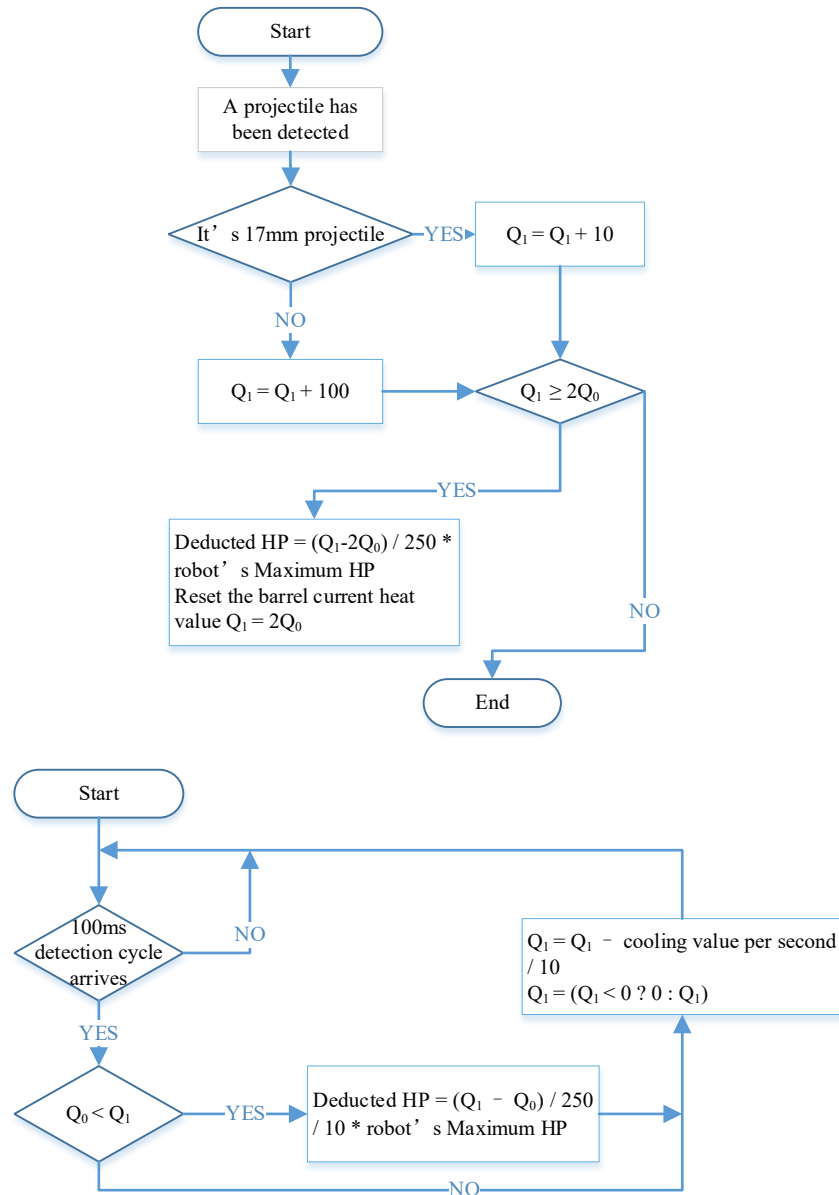 Start
A projectile has
been detected
It’s 17mm projectile
YES
Q₁ = Q₁ + 10
NO
Q₁ = Q₁ + 100
Q₁ ≥ 2Q₀
YES
Deducted HP = (Q₁-2Q₀) / 250 *
robot’s Maximum HP
Reset the barrel current heat
value Q₁ = 2Q₀
NO
End
Start
100ms
detection cycle
arrives
NO
Q₁ = Q₁ – cooling value per second
/ 10
Q₁ = (Q₁ < 0 ? 0 : Q₁)
YES
Q₀ < Q₁
YES
Deducted HP = (Q₁ – Q₀) / 250
/ 10 * robot’s Maximum HP
NO